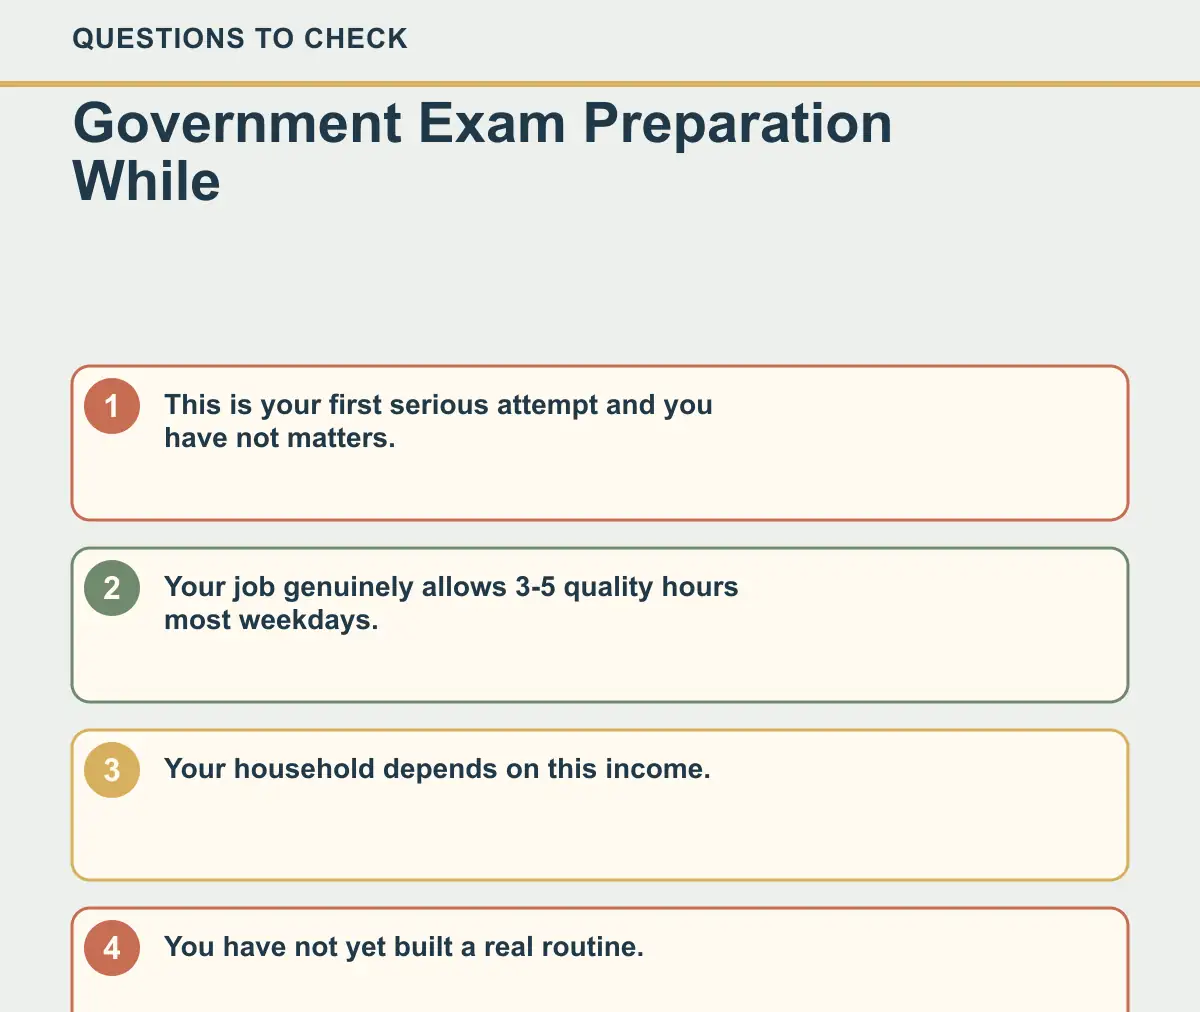 QUESTIONS TO CHECK
Government Exam Preparation
While
1
This is your first serious attempt and you
have not matters.
2
Your job genuinely allows 3-5 quality hours
most weekdays.
3
Your household depends on this income.
4
You have not yet built a real routine.